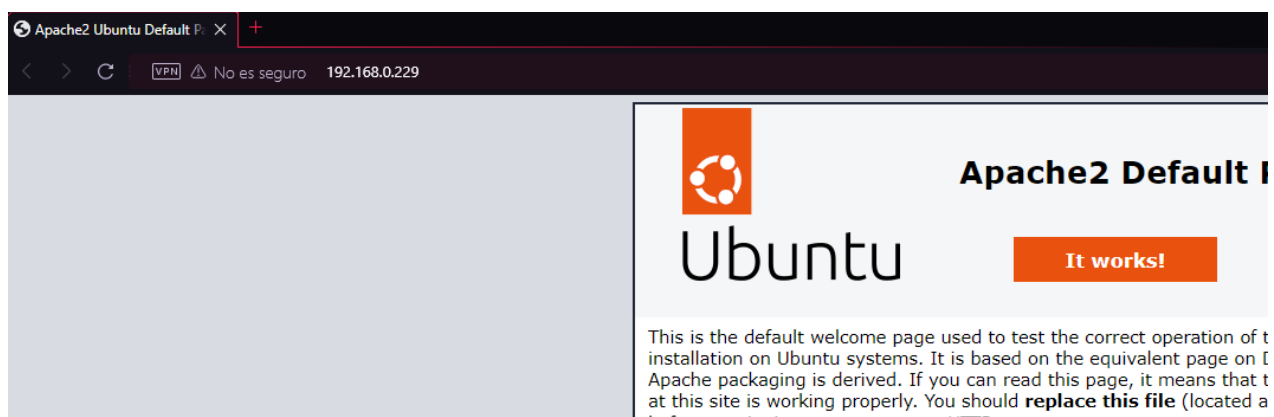 Apache2 Ubuntu Default Pa
VPN No es seguro 192.168.0.229
Apache2 Default
Ubuntu
It works!
This is the default welcome page used to test the correct operation of
installation on Ubuntu systems. It is based on the equivalent page on
Apache packaging is derived. If you can read this page, it means that
at this site is working properly. You should replace this file (located